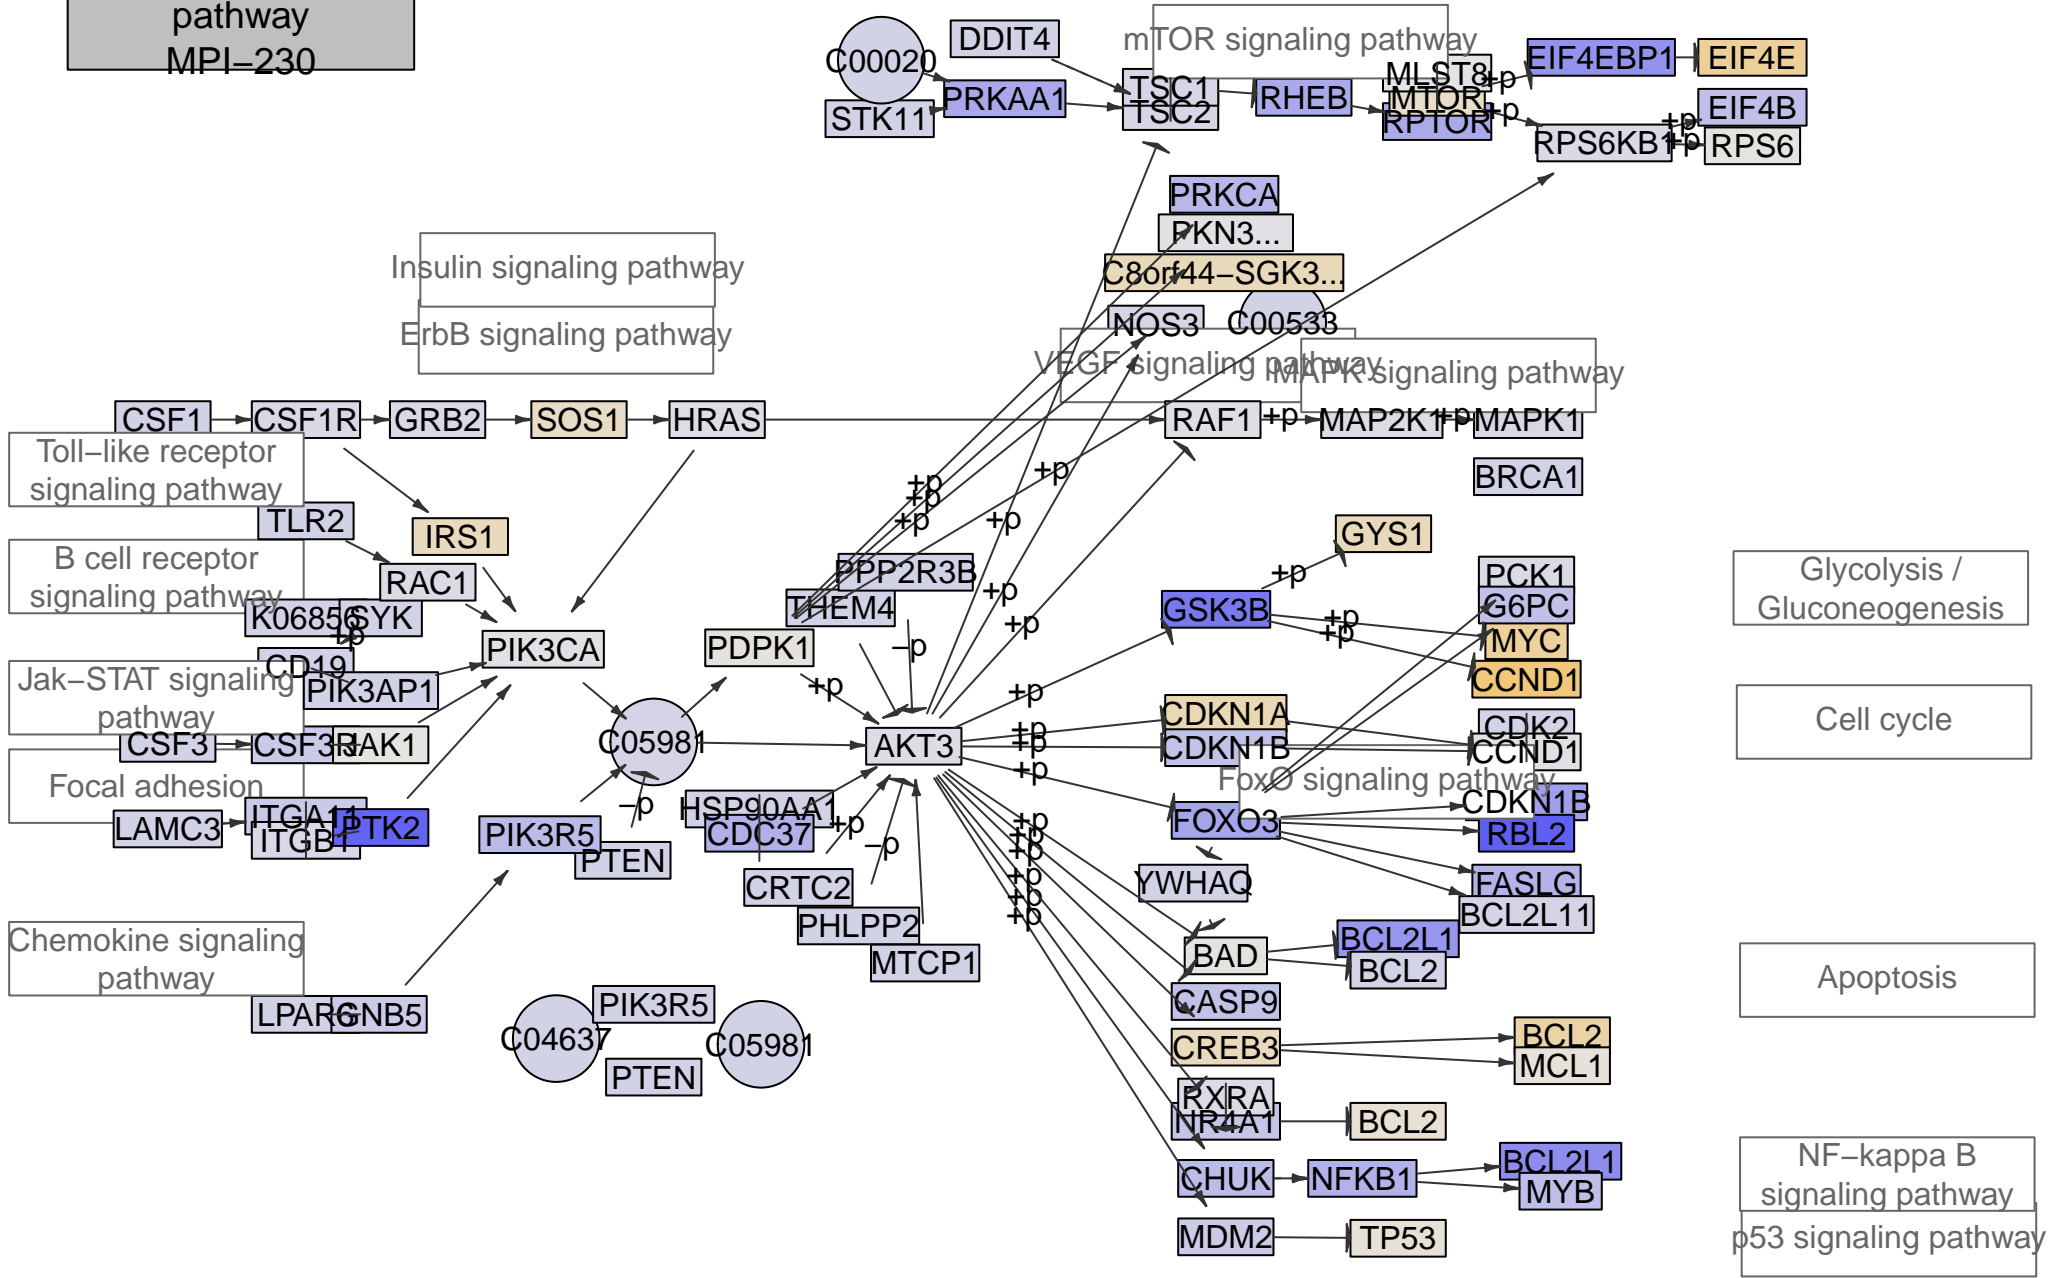 pathway
MPI−230
DDIT4
mTOR signaling pathway
C00020
MLST8
+p
EIF4EBP1
EIF4E
PRKAA1
TSC1
RHEB
MTOR
+p
EIF4B
STK11
TSC2
RPTOR
+p
RPS6KB1
+p
RPS6
PRKCA
PKN3...
C8orf44−SGK3...
Insulin signaling pathway
NOS3
C00533
ErbB signaling pathway
VEGF signaling pathway
MAPK signaling pathway
CSF1
CSF1R
GRB2
SOS1
HRAS
RAF1
+p
MAP2K1
+p
MAPK1
Toll−like receptor
signaling pathway
+p
+p
+p
+p
+p
BRCA1
TLR2
IRS1
GYS1
B cell receptor
signaling pathway
RAC1
PPP2R3B
THEM4
+p
+p
+p
PCK1
G6PC
Glycolysis /
Gluconeogenesis
K06856
SYK
+p
PIK3CA
PDPK1
−p
GSK3B
+p
+p
MYC
CD19
PIK3AP1
+p
+p
CCND1
Jak−STAT signaling
pathway
CDKN1A
CDK2
Cell cycle
CSF3
CSF3R
JAK1
C05981
AKT3
+p
+p
CDKN1B
CCND1
Focal adhesion
+p
FoxO signaling pathway
LAMC3
ITGA11
ITGB1
PTK2
PIK3R5
−p
PTEN
HSP90AA1
CDC37
+p
−p
+p
+p
+p
+p
+p
+p
FOXO3
CDKN1B
RBL2
CRTC2
YWHAQ
FASLG
PHLPP2
BCL2L11
Chemokine signaling
pathway
MTCP1
BAD
BCL2L1
BCL2
Apoptosis
LPAR6
GNB5
PIK3R5
CASP9
C04637
C05981
CREB3
BCL2
PTEN
MCL1
RXRA
NR4A1
BCL2
CHUK
NFKB1
BCL2L1
MYB
NF−kappa B
signaling pathway
MDM2
TP53
p53 signaling pathway